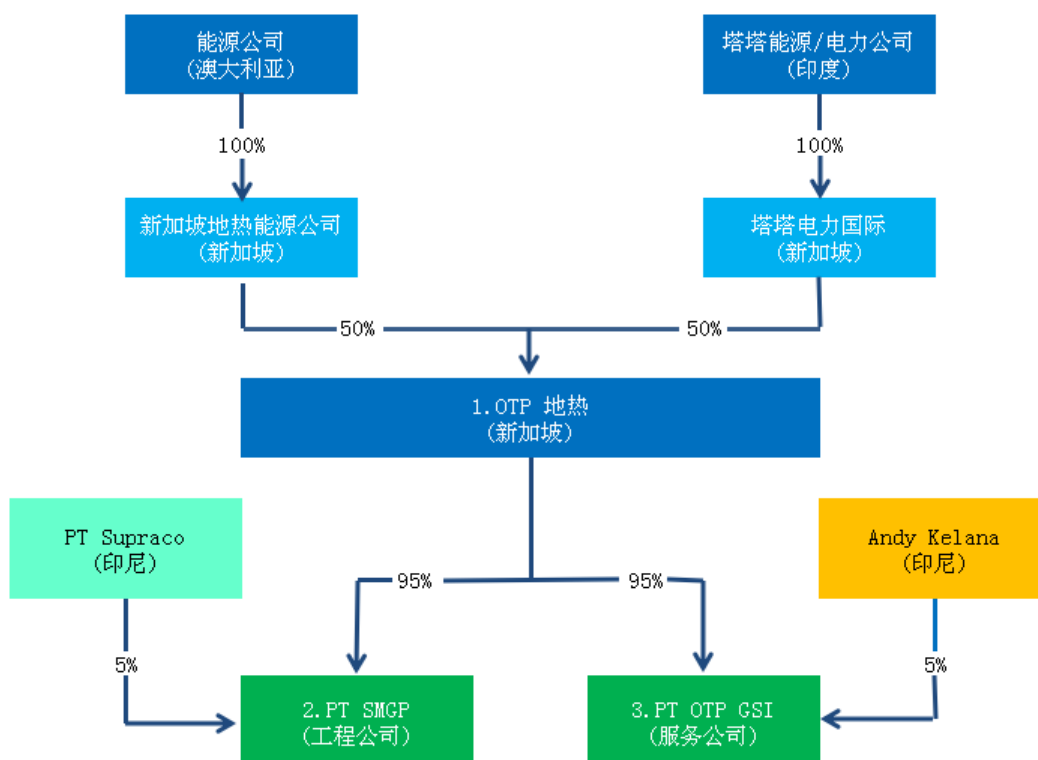 能源公司
(澳大利亚)
塔塔能源/电力公司
(印度)
100%
100%
新加坡地热能源公司
(新加坡)
塔塔电力国际
(新加坡)
50%
50%
1.OTP 地热
(新加坡)
PT Supraco
(印尼)
Andy Kelana
(印尼)
95%
95%
5%
5%
2.PT SMGP
(工程公司)
3.PT OTP GSI
(服务公司)